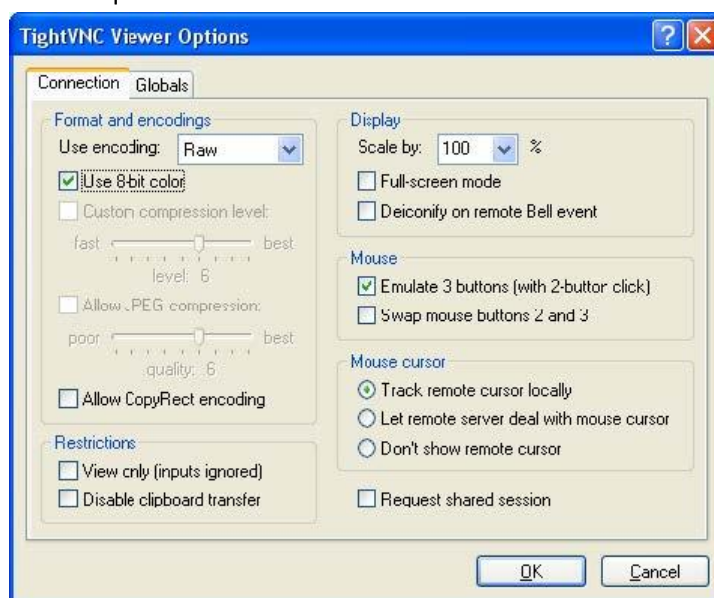 TightVNC Viewer Options
Connection
Globals
Format and encodings
Use encoding: Raw
Use 8-bit color
Custom compression level:
fast best
level: 6
Allow JPEG compression:
poor best
quality: 6
Allow CopyRect encoding
Restrictions
View only (inputs ignored)
Disable clipboard transfer
Display
Scale by: 100 %
Full-screen mode
Deiconify on remote Bell event
Mouse
Emulate 3 buttons (with 2-button click)
Swap mouse buttons 2 and 3
Mouse cursor
Track remote cursor locally
Let remote server deal with mouse cursor
Don't show remote cursor
Request shared session
OK
Cancel